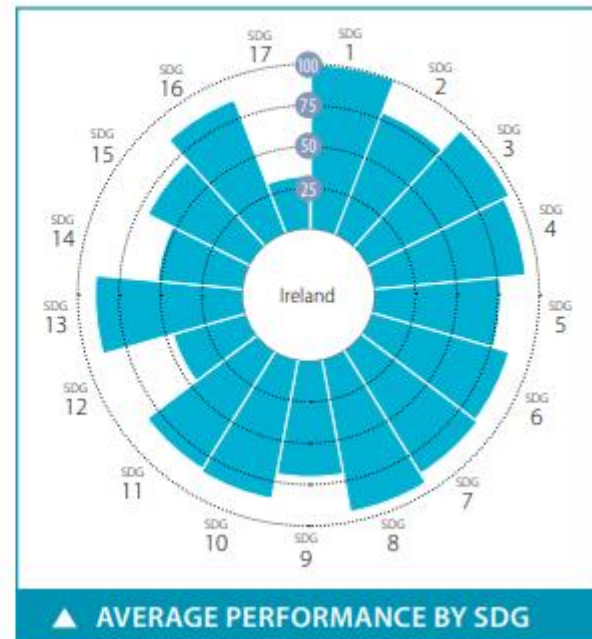 SDG
1
SDG
2
SDG
3
SDG
4
SDG
5
SDG
6
SDG
7
SDG
8
SDG
9
SDG
10
SDG
11
SDG
12
SDG
13
SDG
14
SDG
15
SDG
16
SDG
17
100
75
50
25
Ireland
▲ AVERAGE PERFORMANCE BY SDG